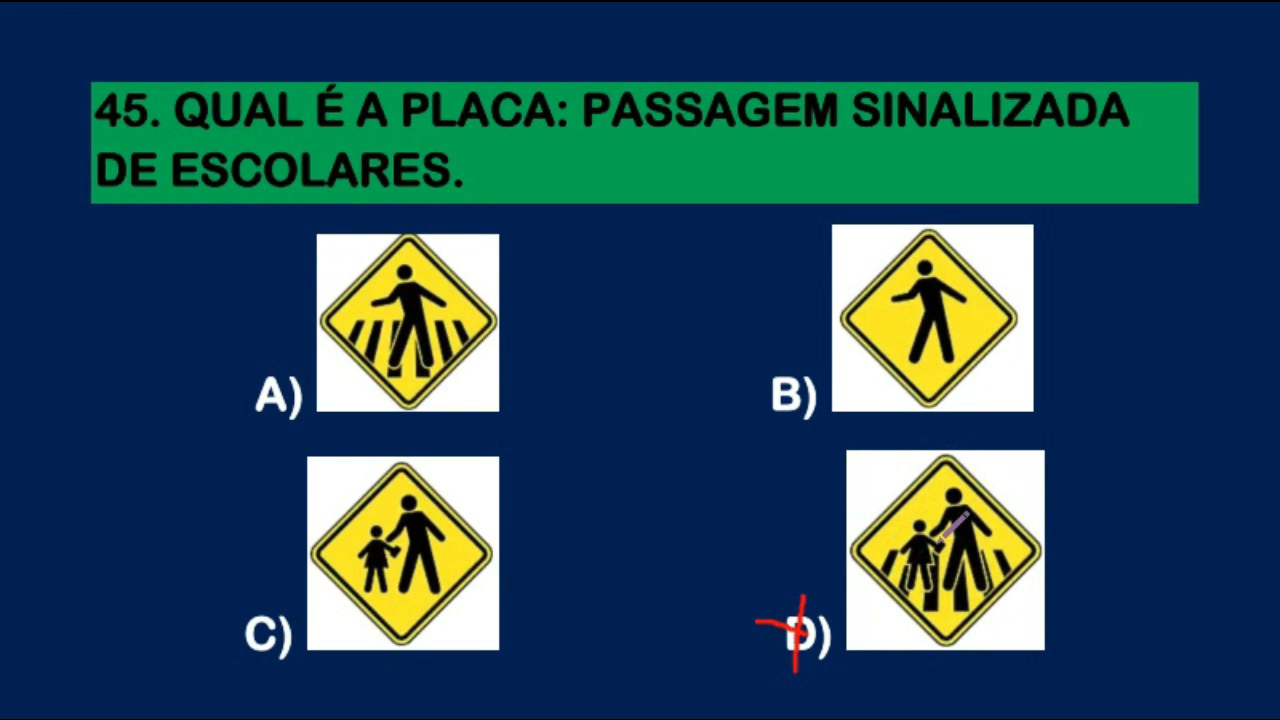 45. QUAL É A PLACA: PASSAGEM SINALIZADA
DE ESCOLARES.
A)
B)
C)
D)